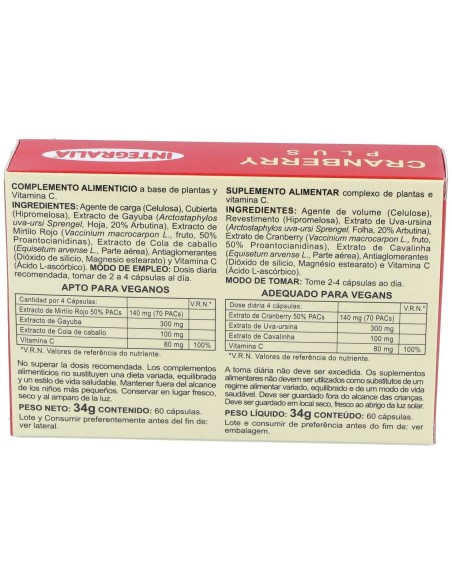 CRANBERRY
PLUS
INTEGRALIA
COMPLEMENTO ALIMENTICIO a base de plantas y
Vitamina C.
INGREDIENTES: Agente de carga (Celulosa), Cubierta
(Hipromelosa), Extracto de Gayuba (Arctostaphylos
uva-ursi Sprengel, Hoja, 20% Arbutina), Extracto de
Mirtilo Rojo (Vaccinium macrocarpon L., fruto, 50%
Proantocianidinas), Extracto de Cola de caballo
(Equisetum arvense L., Parte aérea), Antiaglomerantes
(Dióxido de silicio, Magnesio estearato) y Vitamina C
(Ácido L-ascórbico). MODO DE EMPLEO: Dosis diaria
recomendada, tomar de 2 a 4 cápsulas al dia.
APTO PARA VEGANOS
Cantidad por 4 Cápsulas: V.R.N.*
Extracto de Mirtilo Rojo 50% PACs 140 mg (70 PACs)
Extracto de Gayuba 300 mg
Extracto de Cola de caballo 100 mg
Vitamina C 80 mg 100%
*V.R.N. Valores de referência do nutriente.
No superar la dosis recomendada. Los complementos
alimenticios no sustituyen una dieta variada, equilibrada
y un estilo de vida saludable. Mantener fuera del alcance
de los niños más pequeños. Conservar en lugar fresco,
seco y al amparo de la luz.
PESO NETO: 34g CONTENIDO: 60 cápsulas.
Lote y Consumir preferentemente antes del fin de:
ver lateral.
SUPLEMENTO ALIMENTAR complexo de plantas e
vitamina C.
INGREDIENTES: Agente de volume (Celulose),
Revestimento (Hipromelose), Extrato de Uva-ursina
(Arctostaphylos uva-ursi Sprengel, Folha, 20% Arbutina),
Extrato de Cranberry (Vaccinium macrocarpon L., fruto,
50% Proantocianidinas), Extrato de Cavalinha
(Equisetum arvense L., Parte aérea), Antiaglomerantes
(Dióxido de silicio, Magnésio estearato) e Vitamina C
(Ácido L-ascórbico).
MODO DE TOMAR: Tome 2-4 cápsulas ao dia.
ADEQUADO PARA VEGANS
Dose diária 4 cápsulas: V.R.N.*
Extrato de Cranberry 50% PACs 140 mg (70 PACs)
Extrato de Uva-ursina 300 mg
Extrato de Cavalinha 100 mg
Vitamina C 80 mg 100%
*V.R.N. Valores de referência do nutriente.
A toma diária não deve ser excedida. Os suplementos
alimentares não devem ser utilizados como substitutos de um
regime alimentar variado, equilibrado e de um modo de vida
saudável. Deve ser guardado fora do alcance das crianças.
Deve ser guardado em local seco, fresco ao abrigo da luz solar.
PESO LÍQUIDO: 34g CONTEÚDO: 60 cápsulas.
Lote e Consumir de preferência antes do fim de: ver
embalagem.